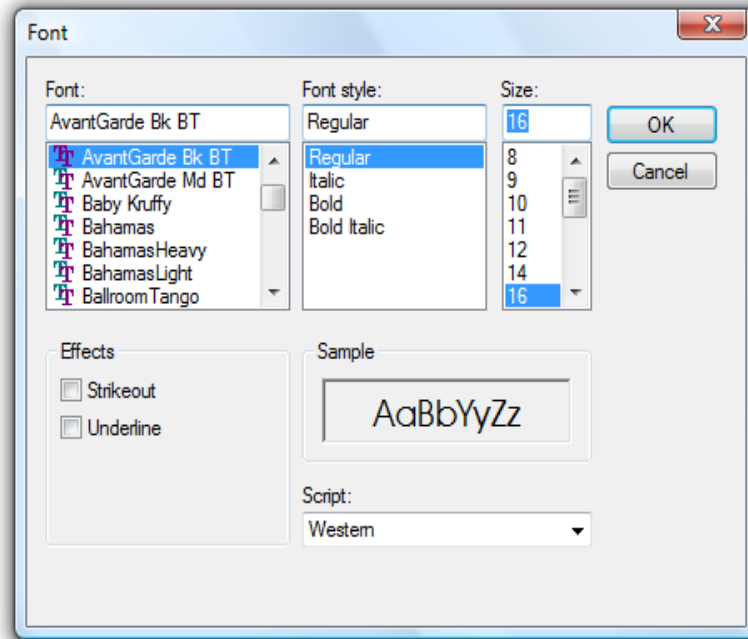 Font
Font: Font style: Size:
AvantGarde Bk BT Regular 16 OK
AvantGarde Bk BT Regular 8 Cancel
AvantGarde Md BT Italic 9
Baby Kruffy Bold 10
Bahamas Bold Italic 11
BahamasHeavy 12
BahamasLight 14
BallroomTango 16
Effects Sample
Strikeout AaBbYyZz
Underline
Script:
Western